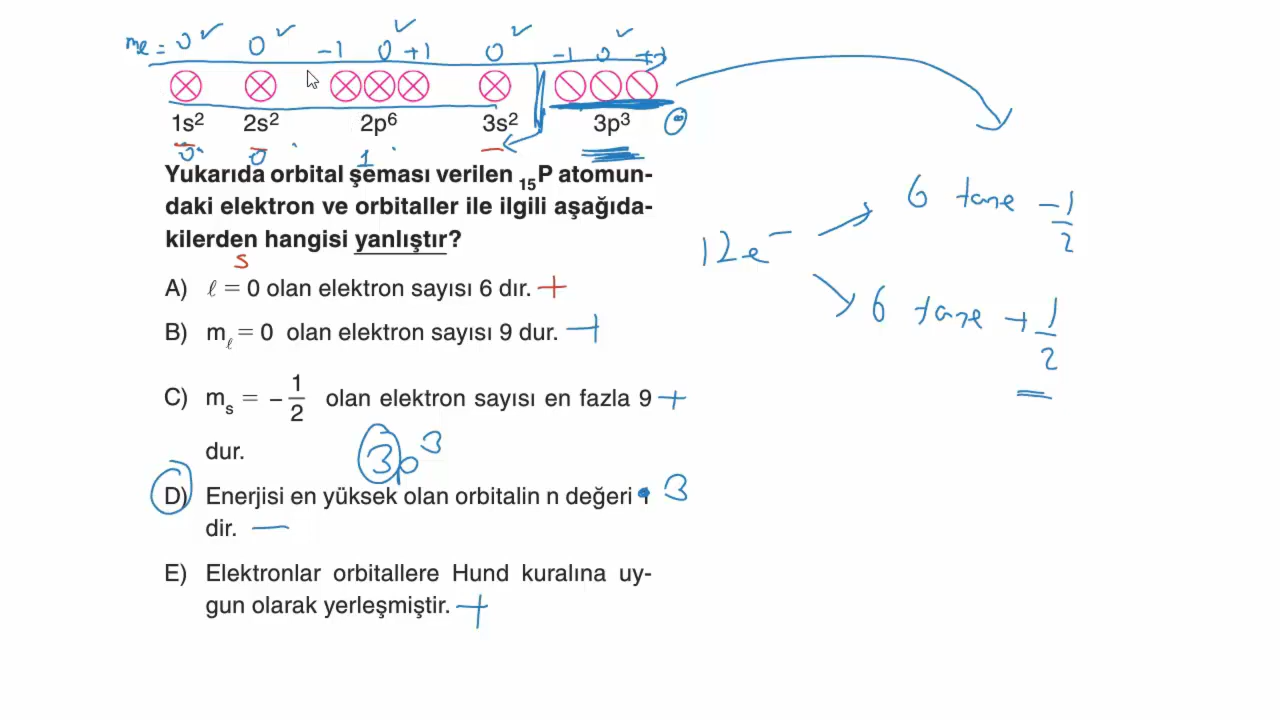 mℓ = 0 0 -1 0 +1 0 -1 0 +1
1s² 2s² 2p⁶ 3s² 3p³
0 0 1
Yukarıda orbital şeması verilen ₁₅P atomun-
daki elektron ve orbitaller ile ilgili aşağıda-
kilerden hangisi yanlıştır?
s
A) ℓ = 0 olan elektron sayısı 6 dır. +
B) mℓ = 0 olan elektron sayısı 9 dur. +
C) mₛ = - 1/2 olan elektron sayısı en fazla 9 +
dur.
3p³
D) Enerjisi en yüksek olan orbitalin n değeri 1 3
dir. —
E) Elektronlar orbitallere Hund kuralına uy-
gun olarak yerleşmiştir. +
6 tane -1/2
12e⁻
6 tane +1/2